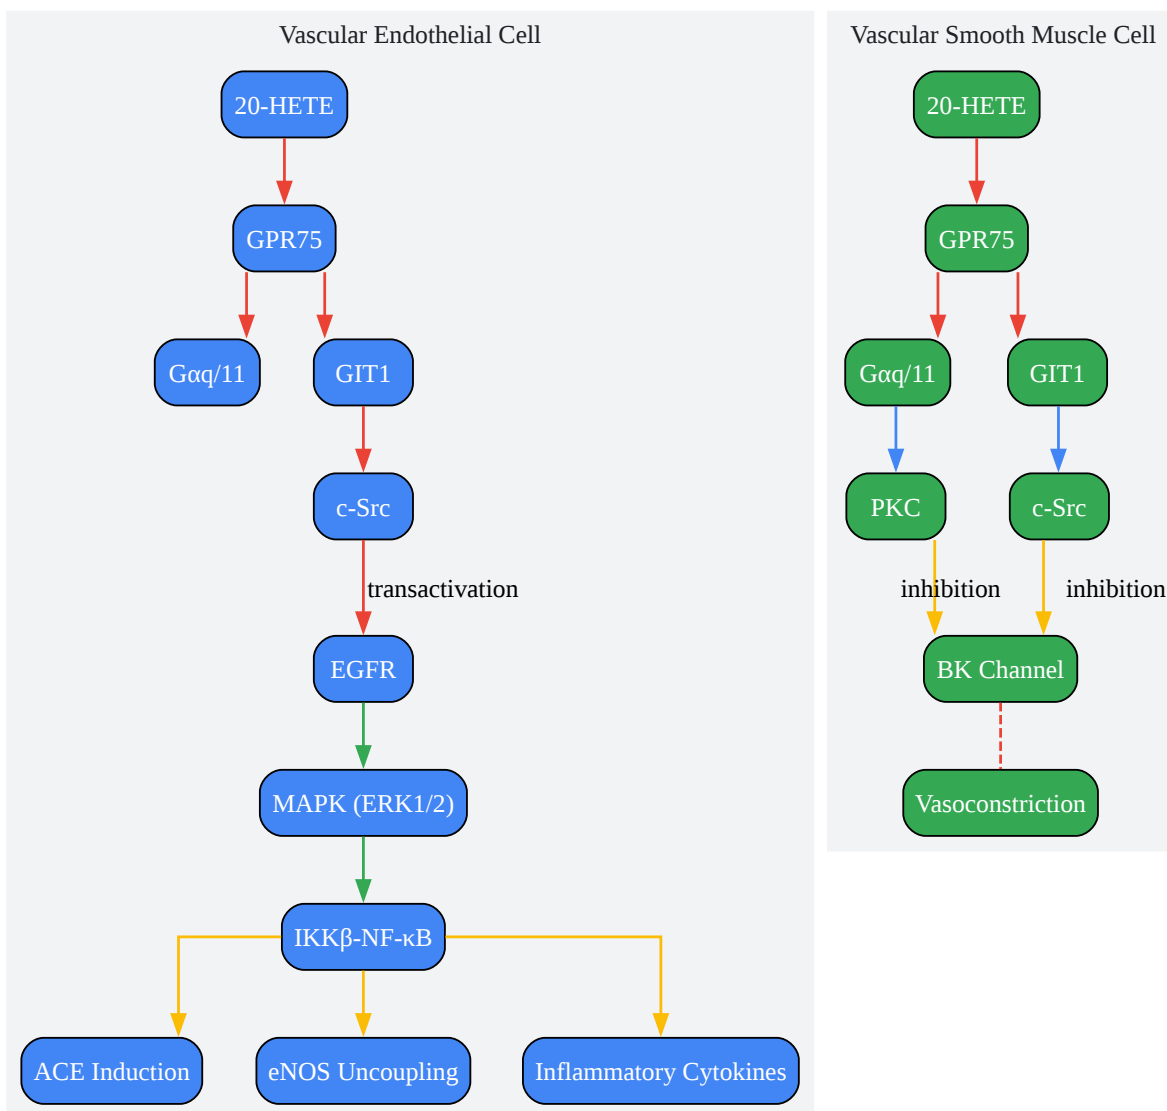 Vascular Endothelial Cell
20-HETE
GPR75
Gαq/11
GIT1
c-Src
transactivation
EGFR
MAPK (ERK1/2)
IKKβ-NF-κB
ACE Induction
eNOS Uncoupling
Inflammatory Cytokines
Vascular Smooth Muscle Cell
20-HETE
GPR75
Gαq/11
GIT1
PKC
c-Src
inhibition
inhibition
BK Channel
Vasoconstriction